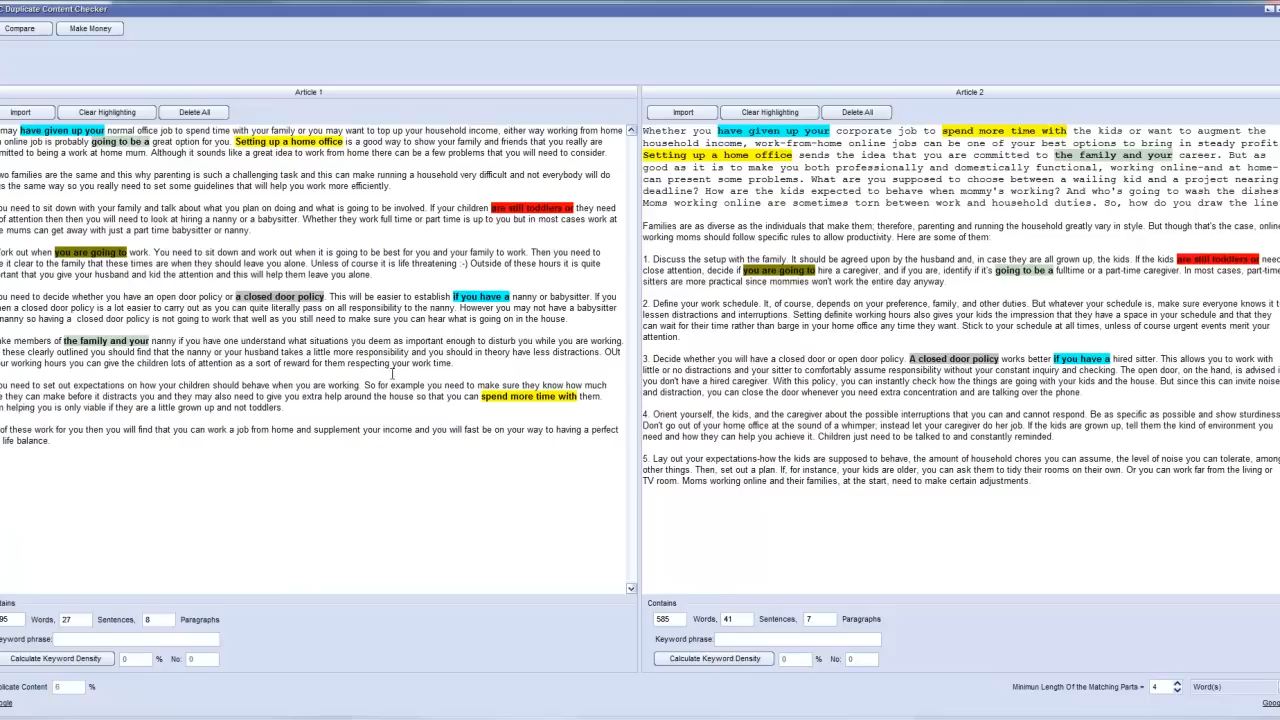 C Duplicate Content Checker
Compare
Make Money
Article 1
Article 2
Import
Clear Highlighting
Delete All
Import
Clear Highlighting
Delete All
may have given up your normal office job to spend time with your family or you may want to top up your household income, either way working from home
online job is probably going to be a great option for you. Setting up a home office is a good way to show your family and friends that you really are
mitted to being a work at home mum. Although it sounds like a great idea to work from home there can be a few problems that you will need to consider.
two families are the same and this why parenting is such a challenging task and this can make running a household very difficult and not everybody will do
us the same way so you really need to set some guidelines that will help you work more efficiently.
ou need to sit down with your family and talk about what you plan on doing and what is going to be involved. If your children are still toddlers or they need
of attention then then you will need to look at hiring a nanny or a babysitter. Whether they work full time or part time is up to you but in most cases work at
e mums can get away with just a part time babysitter or nanny.
ork out when you are going to work. You need to sit down and work out when it is going to be best for you and your family to work. Then you need to
e it clear to the family that these times are when they should leave you alone. Unless of course it is life threatening :-) Outside of these hours it is quite
ortant that you give your husband and kid the attention and this will help them leave you alone.
ou need to decide whether you have an open door policy or a closed door policy. This will be easier to establish if you have a nanny or babysitter. If you
en a closed door policy is a lot easier to carry out as you can quite literally pass on all responsibility to the nanny. However you may not have a babysitter
nanny so having a closed door policy is not going to work that well as you still need to make sure you can hear what is going on in the house.
ake members of the family and your nanny if you have one understand what situations you deem as important enough to disturb you while you are working.
these clearly outlined you should find that the nanny or your husband takes a little more responsibility and you should in theory have less distractions. OUt
ur working hours you can give the children lots of attention as a sort of reward for them respecting your work time.
ou need to set out expectations on how your children should behave when you are working. So for example you need to make sure they know how much
e they can make before it distracts you and they may also need to give you extra help around the house so that you can spend more time with them.
n helping you is only viable if they are a little grown up and not toddlers.
of these work for you then you will find that you can work a job from home and supplement your income and you will fast be on your way to having a perfect
life balance.
Whether you have given up your corporate job to spend more time with the kids or want to augment the
household income, work-from-home online jobs can be one of your best options to bring in steady profit
Setting up a home office sends the idea that you are committed to the family and your career. But as
good as it is to make you both professionally and domestically functional, working online-and at home-
can present some problems. What are you supposed to choose between a wailing kid and a project nearing
deadline? How are the kids expected to behave when mommy's working? And who's going to wash the dishes
Moms working online are sometimes torn between work and household duties. So, how do you draw the line
Families are as diverse as the individuals that make them; therefore, parenting and running the household greatly vary in style. But though that's the case, online
working moms should follow specific rules to allow productivity. Here are some of them:
1. Discuss the setup with the family. It should be agreed upon by the husband and, in case they are all grown up, the kids. If the kids are still toddlers or need
close attention, decide if you are going to hire a caregiver, and if you are, identify if it's going to be a fulltime or a part-time caregiver. In most cases, part-time
sitters are more practical since mommies won't work the entire day anyway.
2. Define your work schedule. It, of course, depends on your preference, family, and other duties. But whatever your schedule is, make sure everyone knows it t
lessen distractions and interruptions. Setting definite working hours also give your kids the impression that they have a space in your schedule and that they
can wait for their time rather than barge in your home office any time they want. Stick to your schedule at all times, unless of course urgent events merit your
attention.
3. Decide whether you will have a closed door or open door policy. A closed door policy works better if you have a hired sitter. This allows you to work with
little or no distractions and your sitter to comfortably assume responsibility without your constant inquiry and checking. The open door, on the hand, is advised i
you don't have a hired caregiver. With this policy, you can instantly check how the things are going with your kids and the house. But since this can invite noise
and distraction, you can close the door whenever you need extra concentration and are talking over the phone.
4. Orient yourself, the kids, and the caregiver about the possible interruptions that you can and cannot respond. Be as specific as possible and show sturdiness
Don't go out of your home office at the sound of a whimper, instead let your caregiver do her job. If the kids are grown up, tell them the kind of environment you
need and how they can help you achieve it. Children just need to be talked to and constantly reminded.
5. Lay out your expectations-how the kids are supposed to behave, the amount of household chores you can assume, the level of noise you can tolerate, among
other things. Then, set out a plan. If, for instance, your kids are older, you can ask them to tidy their rooms on their own. Or you can work far from the living or
TV room. Moms working online and their families, at the start, need to make certain adjustments.
tains
95 Words, 27 Sentences, 8 Paragraphs
eyword phrase:
Calculate Keyword Density 0 % No: 0
Contains
585 Words, 41 Sentences, 7 Paragraphs
Keyword phrase:
Calculate Keyword Density 0 % No: 0
plicate Content 6 %
ogle
Minimun Length Of the Matching Parts = 4 Word(s)
Goo